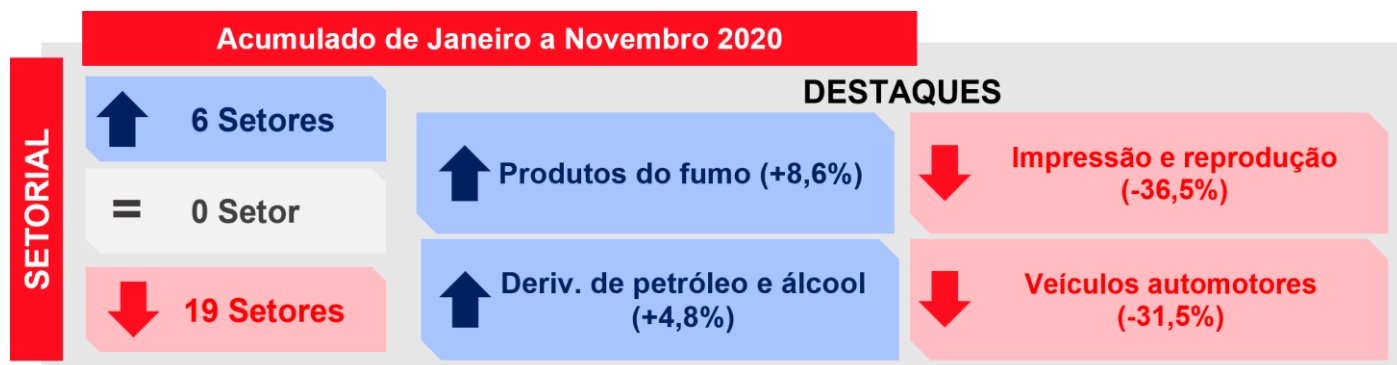 Acumulado de Janeiro a Novembro 2020
SETORIAL
6 Setores
= 0 Setor
19 Setores
DESTAQUES
Produtos do fumo (+8,6%)
Deriv. de petróleo e álcool
(+4,8%)
Impressão e reprodução
(-36,5%)
Veículos automotores
(-31,5%)